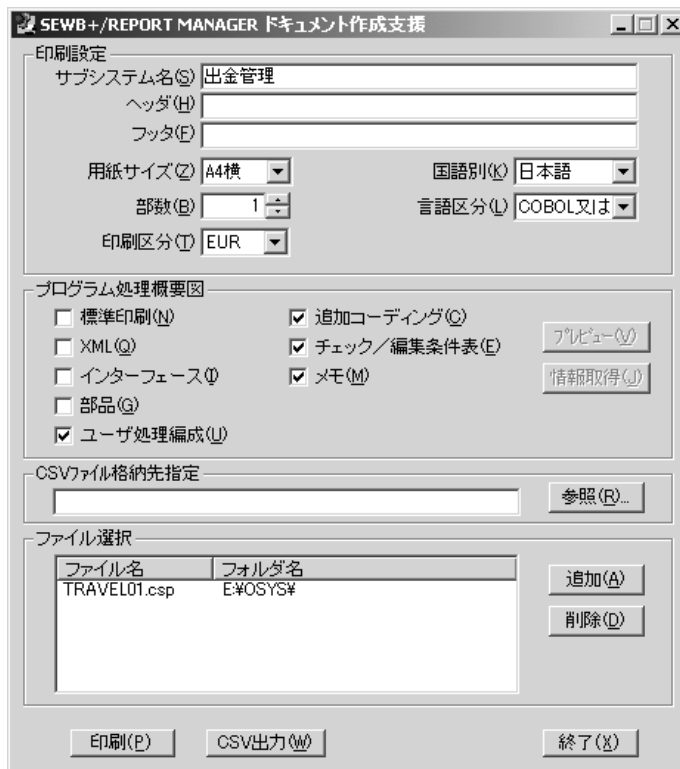 SEWB+/REPORT MANAGER ドキュメント作成支援
印刷設定
サブシステム名(S) 出金管理
ヘッダ(H)
フッタ(F)
用紙サイズ(Z) A4横 国語別(K) 日本語
部数(B) 1 言語区分(L) COBOL又は
印刷区分(T) EUR
プログラム処理概要図
標準印刷(N) 追加コーディング(C)
XML(Q) チェック／編集条件表(E) プレビュー(V)
インターフェース(I) メモ(M) 情報取得(J)
部品(G)
ユーザ処理編成(U)
CSVファイル格納先指定
参照(R)...
ファイル選択
ファイル名 フォルダ名
TRAVEL01.csp E:¥OSYS¥
追加(A)
削除(D)
印刷(P) CSV出力(W) 終了(X)